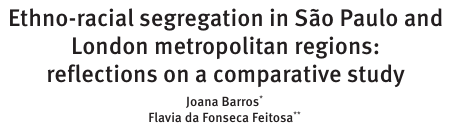 Ethno-racial segregation in São Paulo and
London metropolitan regions:
reflections on a comparative study
Joana Barros*
Flavia da Fonseca Feitosa**